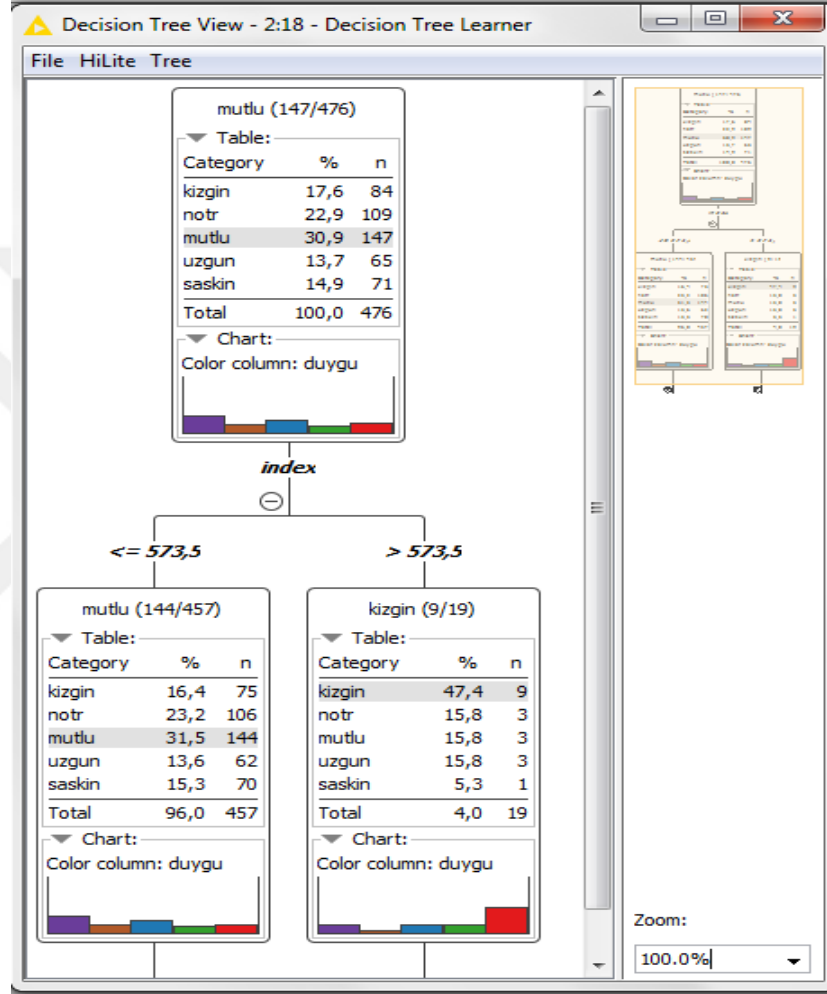 Decision Tree View - 2:18 - Decision Tree Learner
File HiLite Tree
mutlu (147/476)
Table:
Category % n
kizgin 17,6 84
notr 22,9 109
mutlu 30,9 147
uzgun 13,7 65
saskin 14,9 71
Total 100,0 476
Chart:
Color column: duygu
index
<= 573,5
> 573,5
mutlu (144/457)
Table:
Category % n
kizgin 16,4 75
notr 23,2 106
mutlu 31,5 144
uzgun 13,6 62
saskin 15,3 70
Total 96,0 457
Chart:
Color column: duygu
kizgin (9/19)
Table:
Category % n
kizgin 47,4 9
notr 15,8 3
mutlu 15,8 3
uzgun 15,8 3
saskin 5,3 1
Total 4,0 19
Chart:
Color column: duygu
Zoom:
100.0%